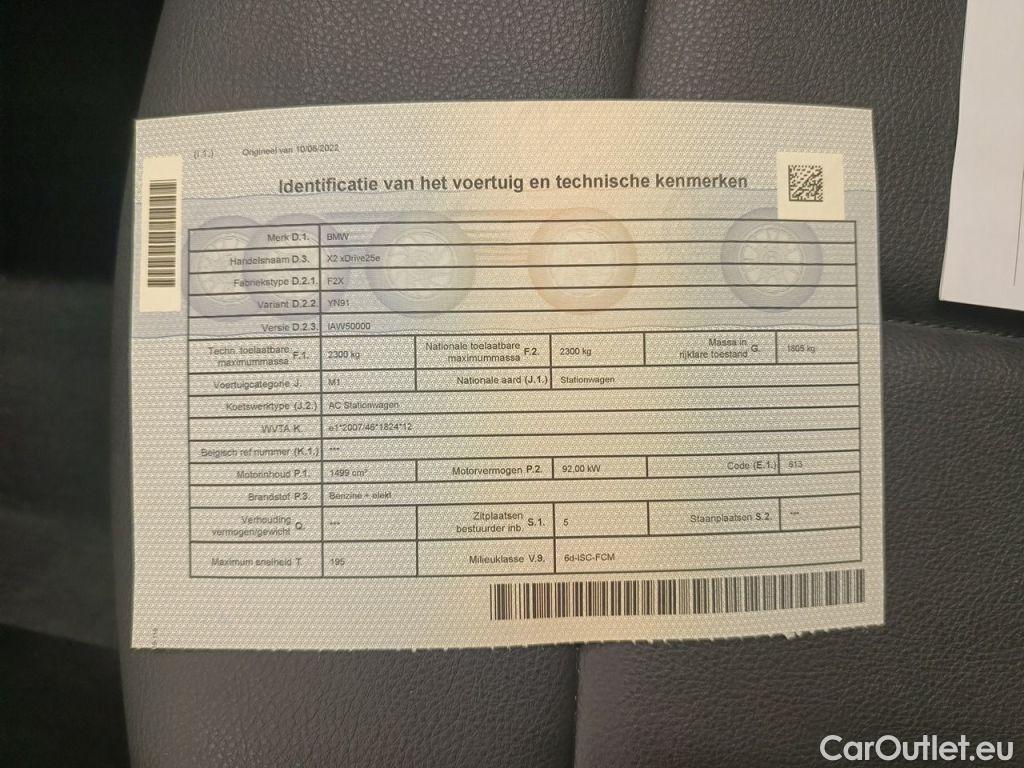 (I.1.) Origineel van 10/06/2022
Identificatie van het voertuig en technische kenmerken
Merk D.1. BMW
Handelsnaam D.3. X2 xDrive25e
Fabriekstype D.2.1. F2X
Variant D.2.2. YN91
Versie D.2.3. IAW50000
Techn. toelaatbare maximummassa F.1. 2300 kg Nationale toelaatbare maximummassa F.2. 2300 kg Massa in rijklare toestand G. 1805 kg
Voertuigcategorie J. M1 Nationale aard (J.1.) Stationwagen
Koetswerktype (J.2.) AC Stationwagen
WVTA K. e1*2007/46*1824*12
Belgisch ref nummer (K.1.) ---
Motorinhoud P.1. 1499 cm³ Motorvermogen P.2. 92,00 kW Code (E.1.) 513
Brandstof P.3. Benzine + elekt
Verhouding vermogen/gewicht Q. --- Zitplaatsen bestuurder inb. S.1. 5 Staanplaatsen S.2. ---
Maximum snelheid T. 195 Milieuklasse V.9. 6d-ISC-FCM
CarOutlet.eu